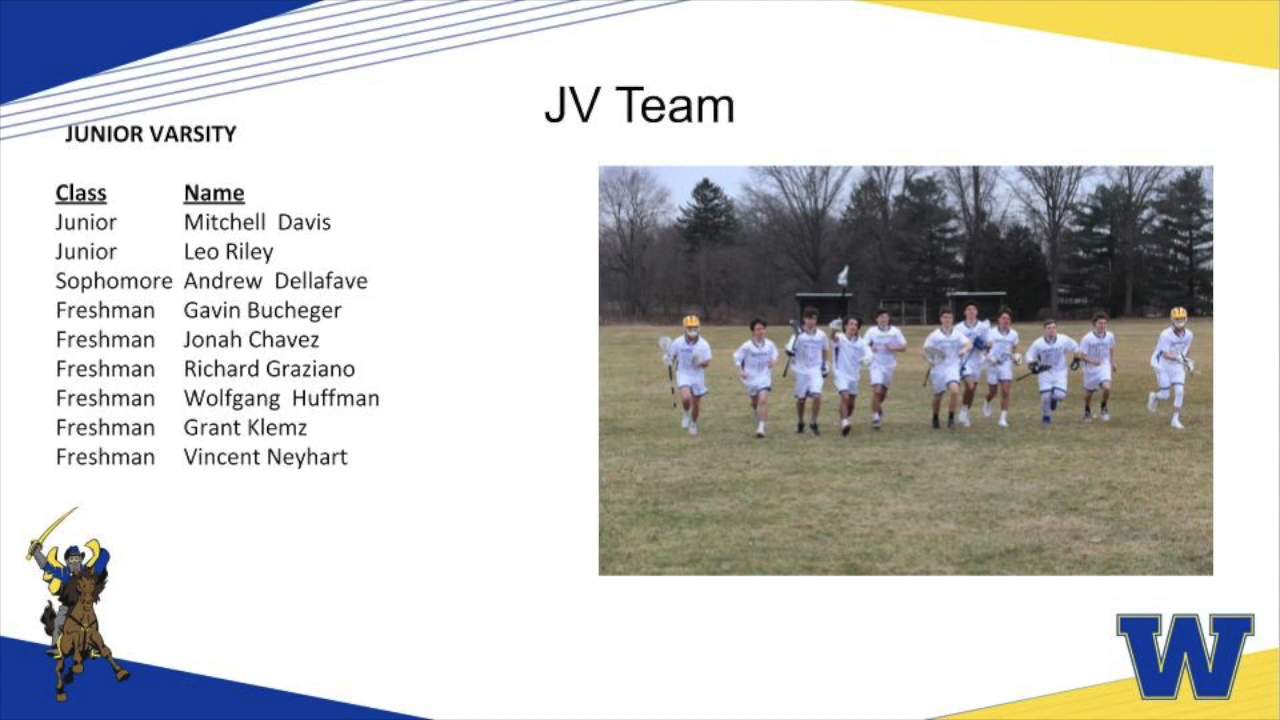 JV Team
JUNIOR VARSITY
Class Name
Junior Mitchell Davis
Junior Leo Riley
Sophomore Andrew Dellafave
Freshman Gavin Bucheger
Freshman Jonah Chavez
Freshman Richard Graziano
Freshman Wolfgang Huffman
Freshman Grant Klemz
Freshman Vincent Neyhart
W